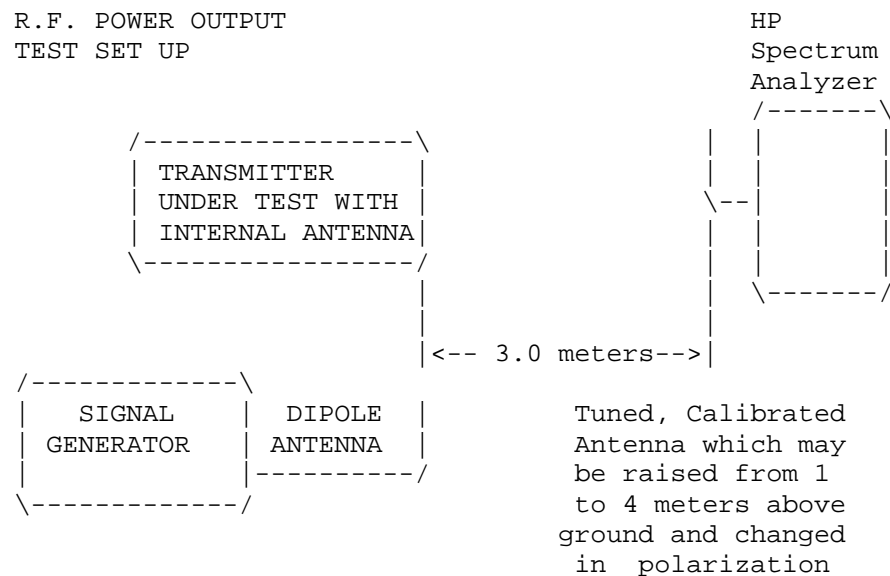 R.F. POWER OUTPUT
TEST SET UP
HP
Spectrum
Analyzer
TRANSMITTER
UNDER TEST WITH
INTERNAL ANTENNA
<-- 3.0 meters-->
SIGNAL
GENERATOR
DIPOLE
ANTENNA
Tuned, Calibrated
Antenna which may
be raised from 1
to 4 meters above
ground and changed
in polarization